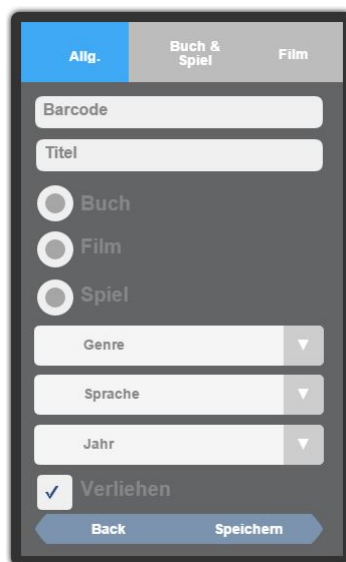 Allg.
Buch &
Spiel
Film
Barcode
Titel
Buch
Film
Spiel
Genre
Sprache
Jahr
Verliehen
Back Speichern